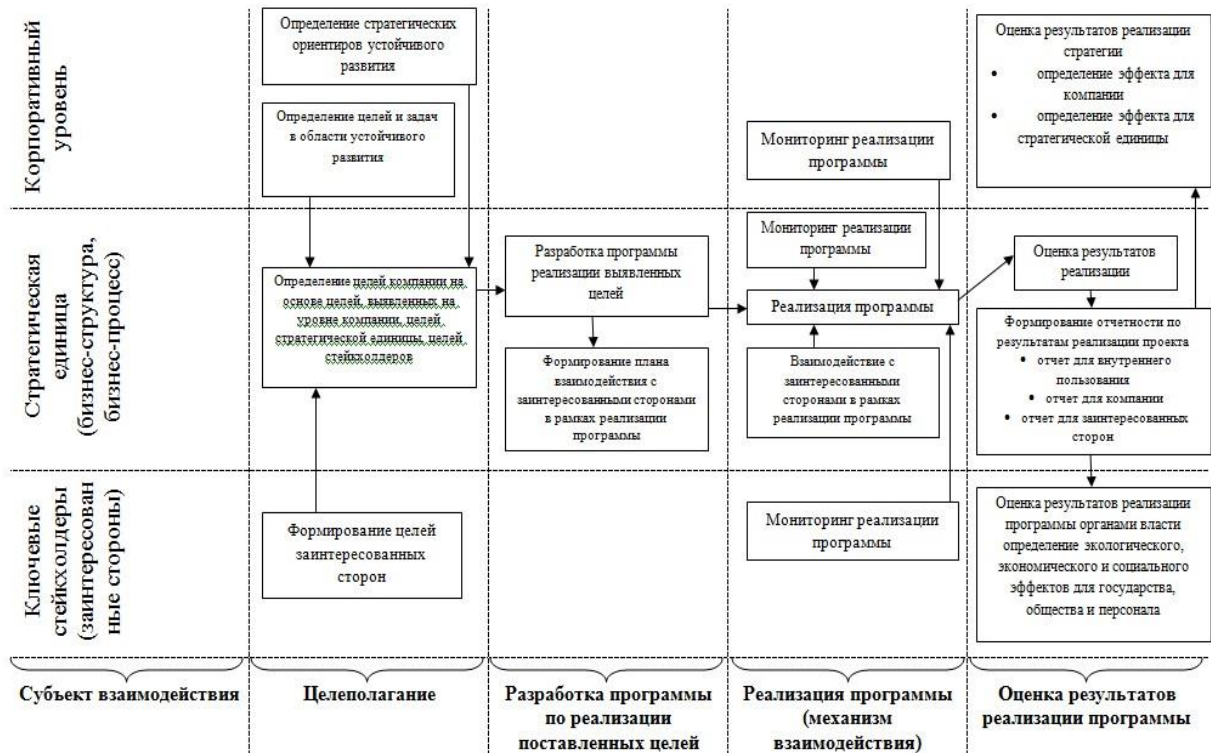 Корпоративный
уровень
Определение стратегических
ориентиров устойчивого
развития
Определение целей и задач
в области устойчивого
развития
Мониторинг реализации
программы
Оценка результатов реализации
стратегии
• определение эффекта для
компании
• определение эффекта для
стратегической единицы
Стратегическая
единица
(бизнес-структура,
бизнес-процесс)
Определение целей компании на
основе целей, выявленных на
уровне компании, целей
стратегической единицы, целей
стейкхолдеров
Разработка программы
реализации выявленных
целей
Формирование плана
взаимодействия с
заинтересованными сторонами
в рамках реализации
программы
Мониторинг реализации
программы
Реализация программы
Взаимодействие с
заинтересованными
сторонами в рамках
реализации программы
Оценка результатов
реализации
Формирование отчетности по
результатам реализации проекта
• отчет для внутреннего
пользования
• отчет для компании
• отчет для заинтересованных
сторон
Ключевые
стейкхолдеры
(заинтересован
ные стороны)
Формирование целей
заинтересованных
сторон
Мониторинг реализации
программы
Оценка результатов реализации
программы органами власти
определение экологического,
экономического и социального
эффектов для государства,
общества и персонала
Субъект взаимодействия
Целеполагание
Разработка программы
по реализации
поставленных целей
Реализация программы
(механизм
взаимодействия)
Оценка результатов
реализации программы